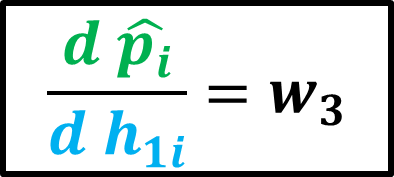 d p̂ᵢ / d h₁ᵢ = w₃